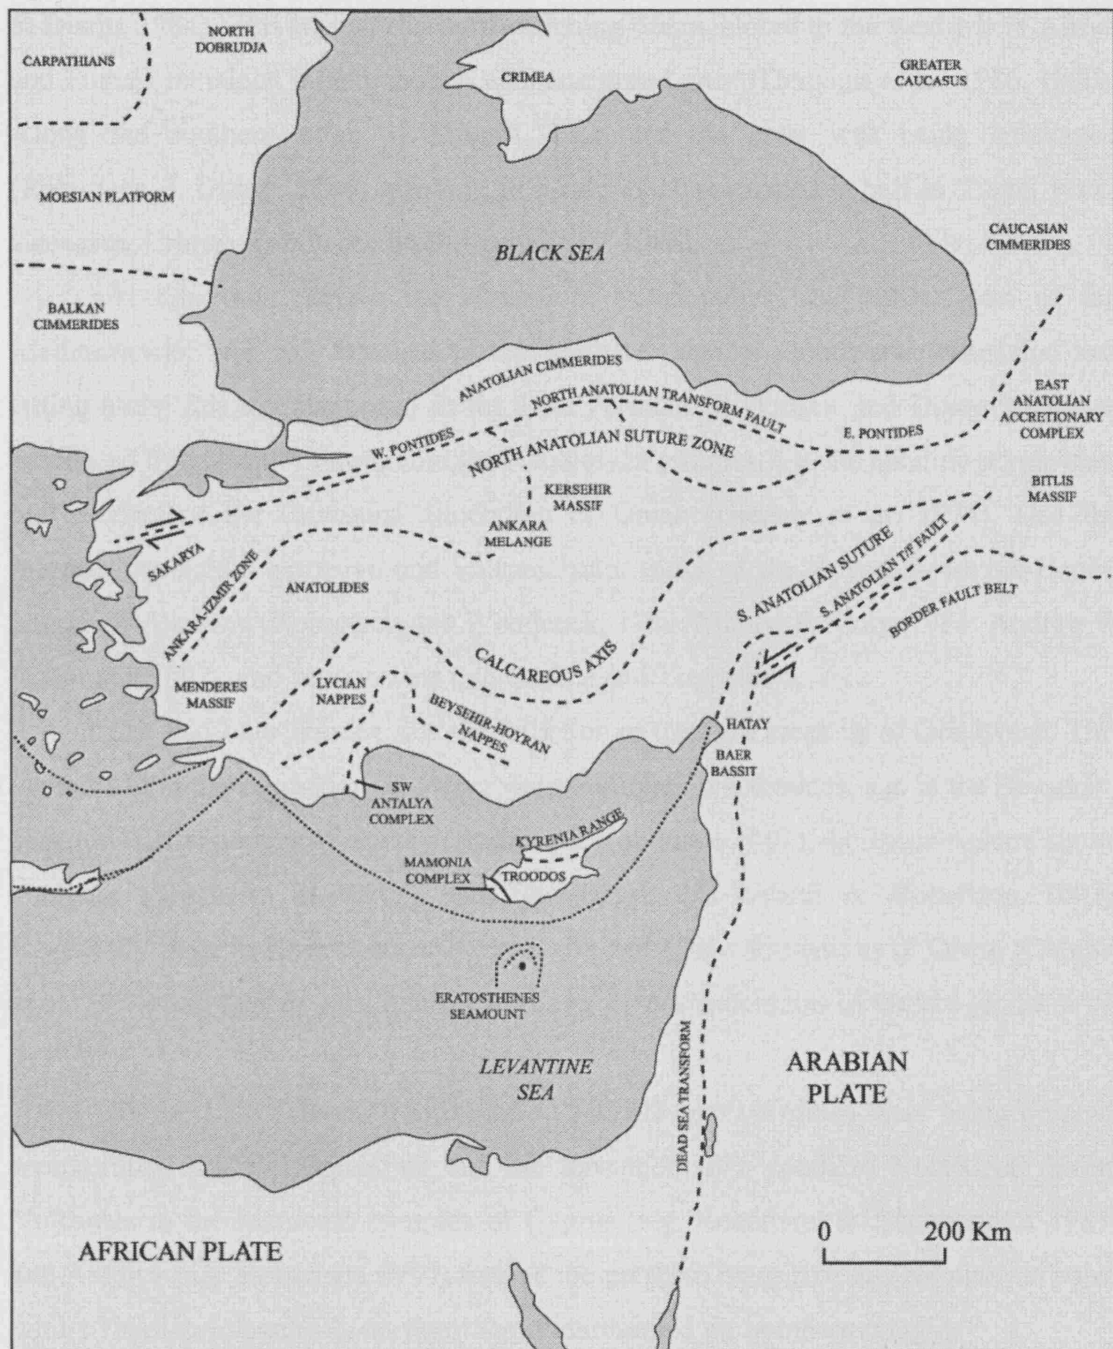 NORTH
DOBRUDJA
CARPATHIANS
CRIMEA
GREATER
CAUCASUS
MOESIAN PLATFORM
BLACK SEA
CAUCASIAN
CIMMERIDES
BALKAN
CIMMERIDES
ANATOLIAN CIMMERIDES
NORTH ANATOLIAN TRANSFORM FAULT
EAST
ANATOLIAN
ACCRETIONARY
COMPLEX
W. PONTIDES
NORTH ANATOLIAN SUTURE ZONE
E. PONTIDES
KERSEHIR
MASSIF
BITLIS
MASSIF
ANKARA
MELANGE
SAKARYA
ANKARA-IZMIR ZONE
ANATOLIDES
S. ANATOLIAN SUTURE
S. ANATOLIAN T/F FAULT
BORDER FAULT BELT
CALCAREOUS AXIS
MENDERES
MASSIF
LYCIAN
NAPPES
BEYSEHIR-HOYRAN
NAPPES
HATAY
BAER
BASSIT
SW
ANTALYA
COMPLEX
KYRENIA RANGE
MAMONIA
COMPLEX
TROODOS
ERATOSTHENES
SEAMOUNT
LEVANTINE
SEA
DEAD SEA TRANSFORM
ARABIAN
PLATE
AFRICAN PLATE
0 200 Km